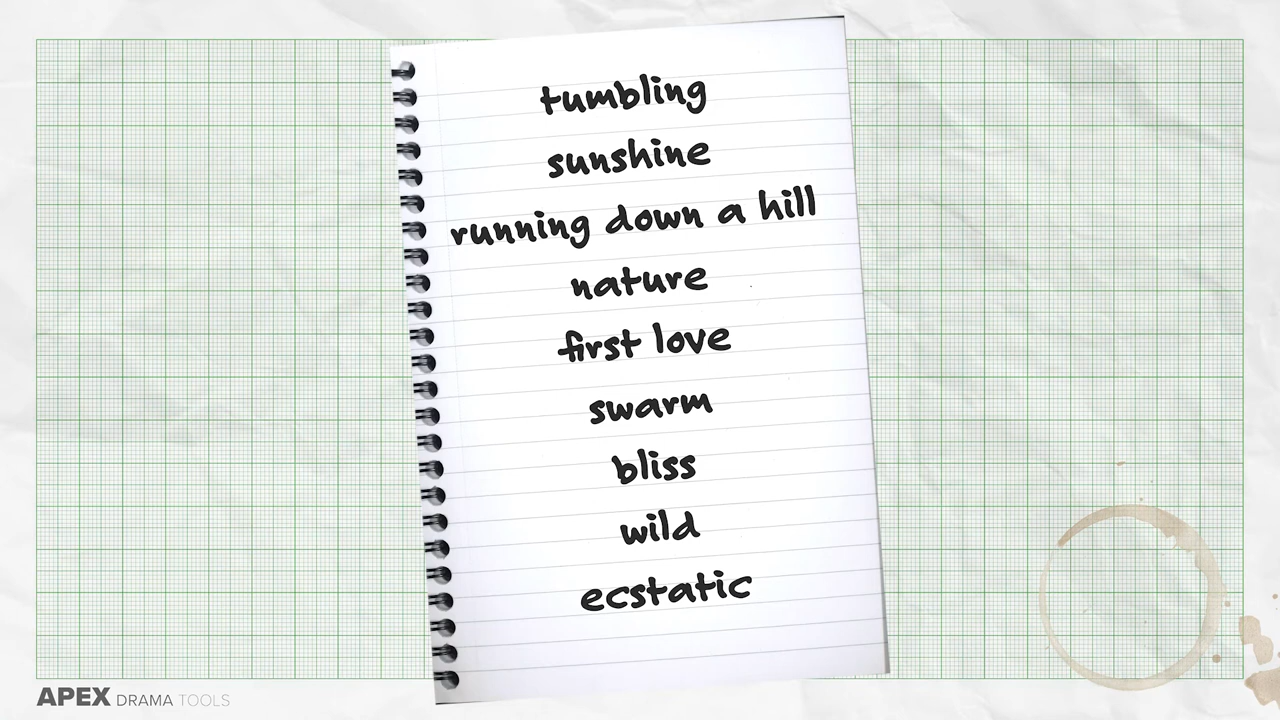 tumbling
sunshine
running down a hill
nature
first love
swarm
bliss
wild
ecstatic
APEX DRAMA TOOLS